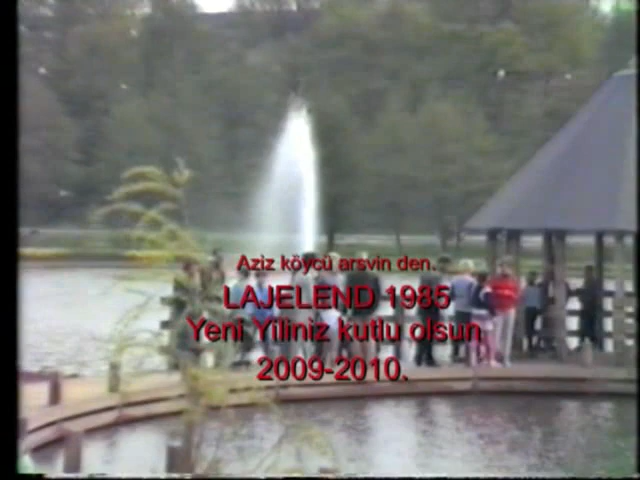 Aziz köycü arsvin den.
LAJELEND 1985
Yeni Yiliniz kutlu olsun
2009-2010.